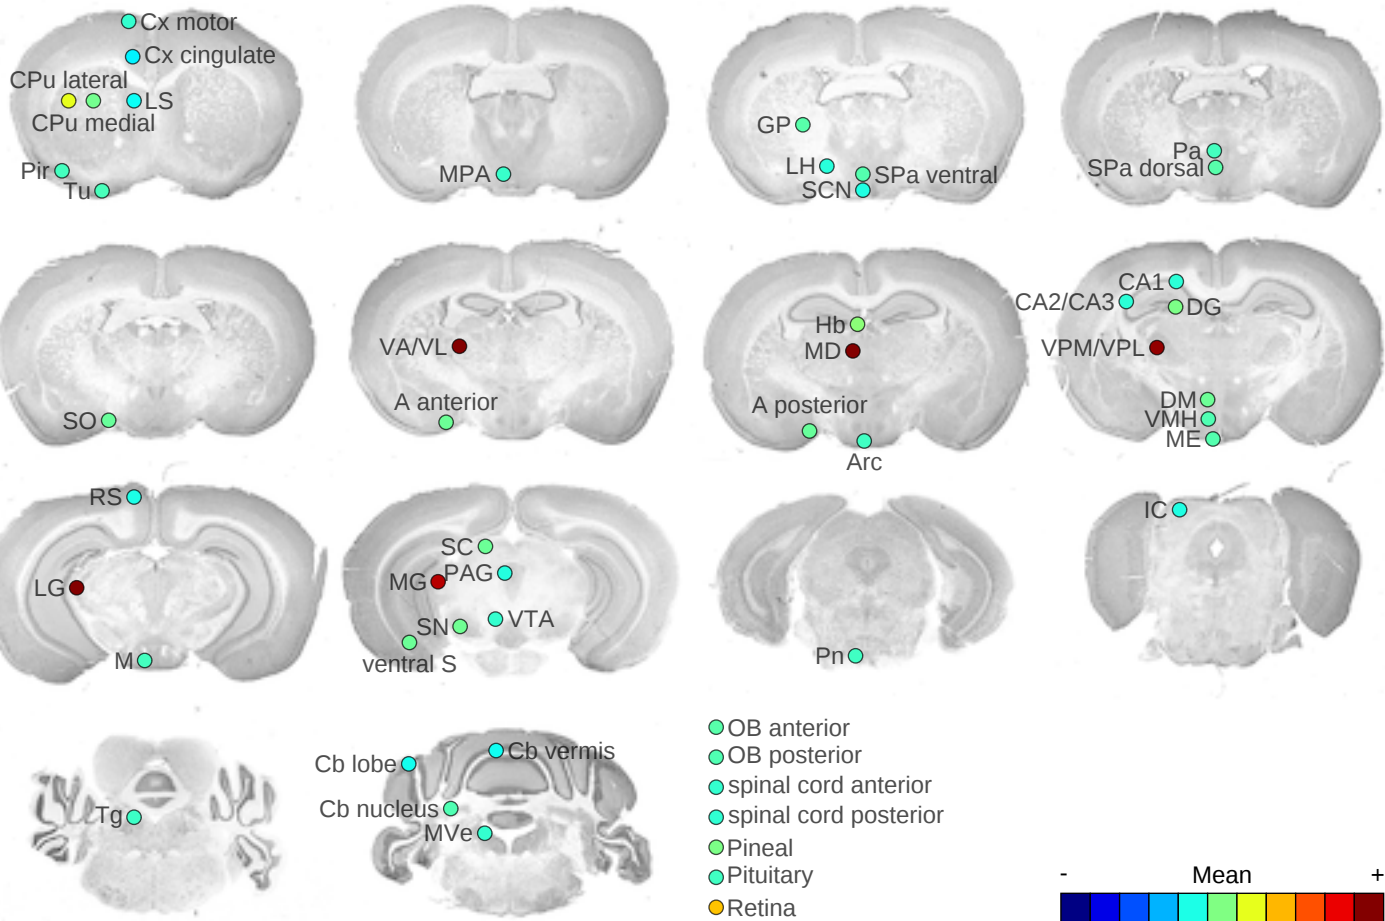 Cx motor
Cx cingulate
CPu lateral
LS
CPu medial
Pir
Tu
MPA
GP
LH
SPa ventral
SCN
Pa
SPa dorsal
SO
VA/VL
A anterior
Hb
MD
A posterior
Arc
CA1
CA2/CA3
DG
VPM/VPL
DM
VMH
ME
RS
LG
M
SC
MG
PAG
SN
VTA
ventral S
Pn
IC
Tg
Cb lobe
Cb vermis
Cb nucleus
MVe
OB anterior
OB posterior
spinal cord anterior
spinal cord posterior
Pineal
Pituitary
Retina
- Mean +